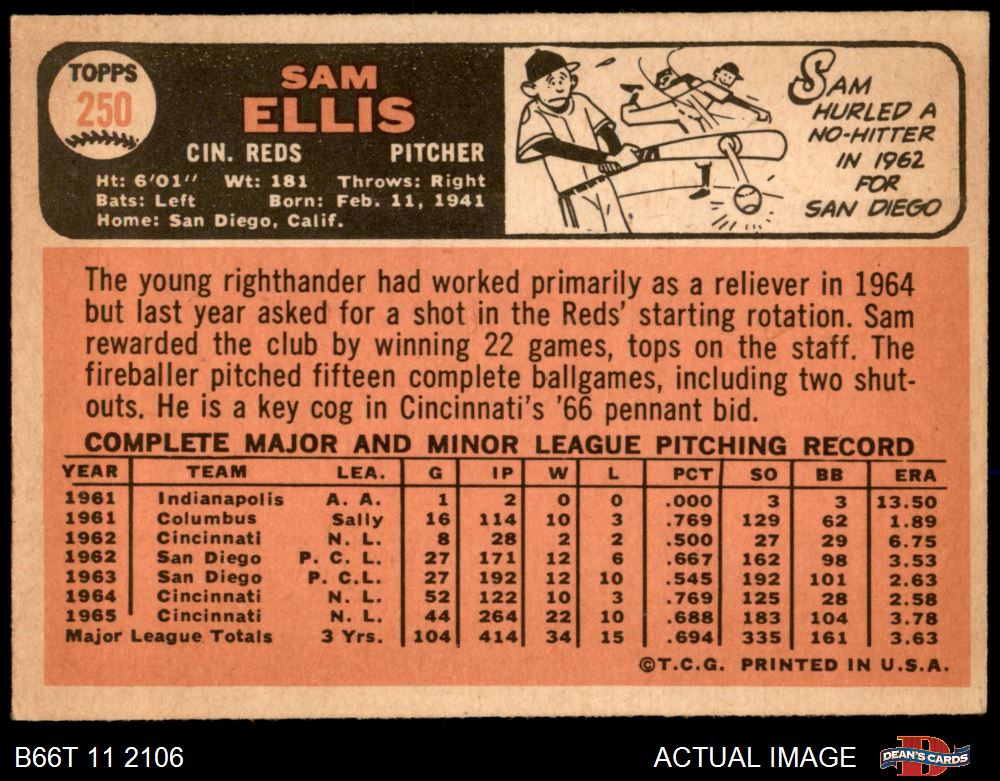 TOPPS
250
SAM
ELLIS
CIN. REDS PITCHER
Ht: 6'01" Wt: 181 Throws: Right
Bats: Left Born: Feb. 11, 1941
Home: San Diego, Calif.
SAM
HURLED A
NO-HITTER
IN 1962
FOR
SAN DIEGO
The young righthander had worked primarily as a reliever in 1964
but last year asked for a shot in the Reds' starting rotation. Sam
rewarded the club by winning 22 games, tops on the staff. The
fireballer pitched fifteen complete ballgames, including two shut-
outs. He is a key cog in Cincinnati's '66 pennant bid.
COMPLETE MAJOR AND MINOR LEAGUE PITCHING RECORD
YEAR TEAM LEA. G IP W L PCT SO BB ERA
1961 Indianapolis A. A. 1 2 0 0 .000 3 3 13.50
1961 Columbus Sally 16 114 10 3 .769 129 62 1.89
1962 Cincinnati N. L. 8 28 2 2 .500 27 29 6.75
1962 San Diego P. C. L. 27 171 12 6 .667 162 98 3.53
1963 San Diego P. C.L. 27 192 12 10 .545 192 101 2.63
1964 Cincinnati N. L. 52 122 10 3 .769 125 28 2.58
1965 Cincinnati N. L. 44 264 22 10 .688 183 104 3.78
Major League Totals 3 Yrs. 104 414 34 15 .694 335 161 3.63
©T.C.G. PRINTED IN U.S.A.
B66T 11 2106 ACTUAL IMAGE DEAN'S CARDS